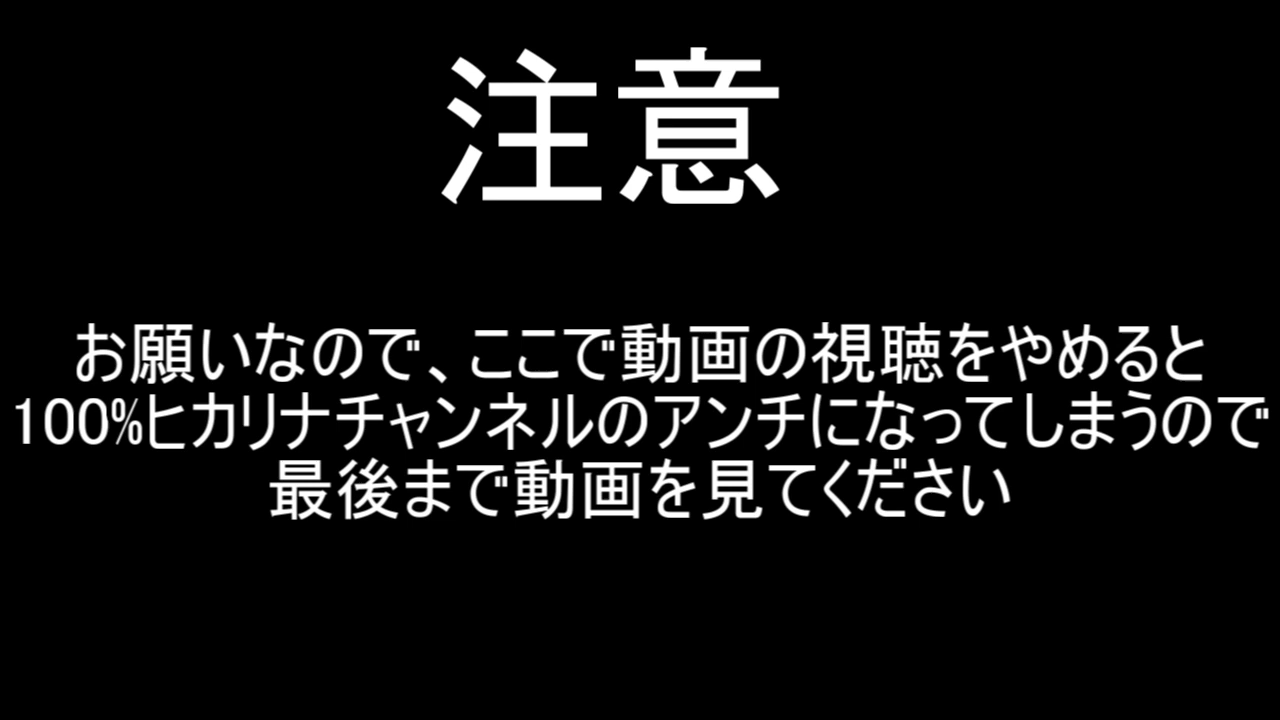 注意
お願いなので、ここで動画の視聴をやめると
100%ヒカリナチャンネルのアンチになってしまうので
最後まで動画を見てください